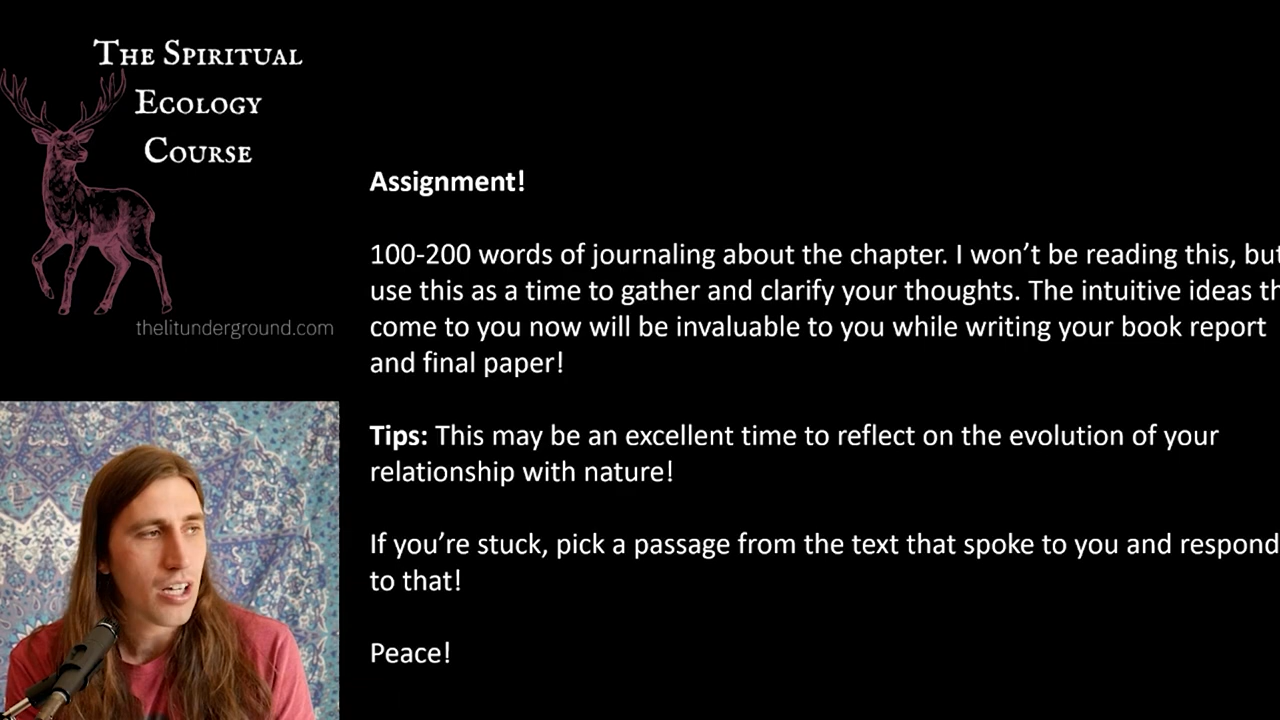 The Spiritual
Ecology
Course
thelitunderground.com
Assignment!
100-200 words of journaling about the chapter. I won’t be reading this, but
use this as a time to gather and clarify your thoughts. The intuitive ideas th
come to you now will be invaluable to you while writing your book report
and final paper!
Tips: This may be an excellent time to reflect on the evolution of your
relationship with nature!
If you’re stuck, pick a passage from the text that spoke to you and respond
to that!
Peace!